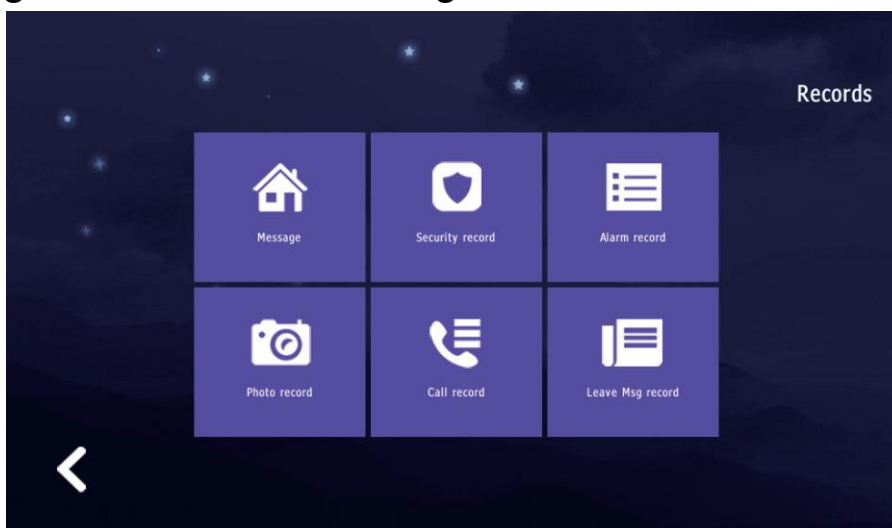 Records
Message
Security record
Alarm record
Photo record
Call record
Leave Msg record